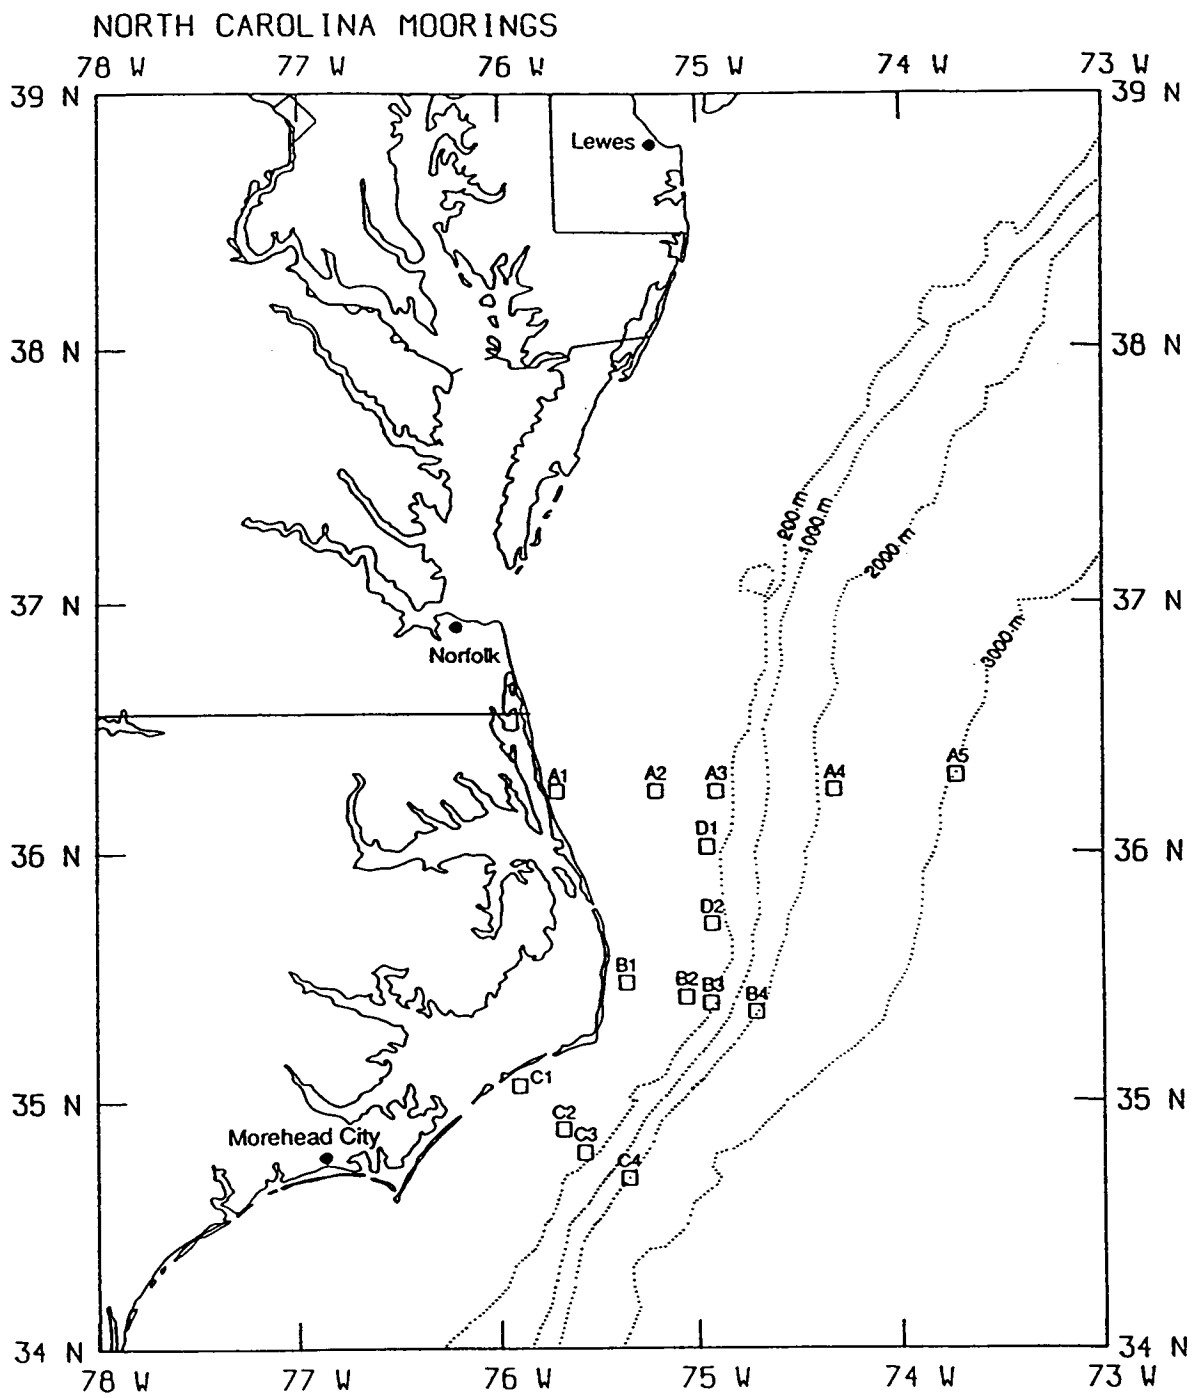 NORTH CAROLINA MOORINGS
78 W 77 W 76 W 75 W 74 W 73 W
39 N 39 N
Lewes
38 N 38 N
200 m
1000 m
2000 m
37 N 37 N
3000 m
Norfolk
A1 A2 A3 A4 A5
D1
36 N 36 N
D2
B1 B2 B3 B4
C1
35 N 35 N
C2
Morehead City
C3
C4
34 N 34 N
78 W 77 W 76 W 75 W 74 W 73 W